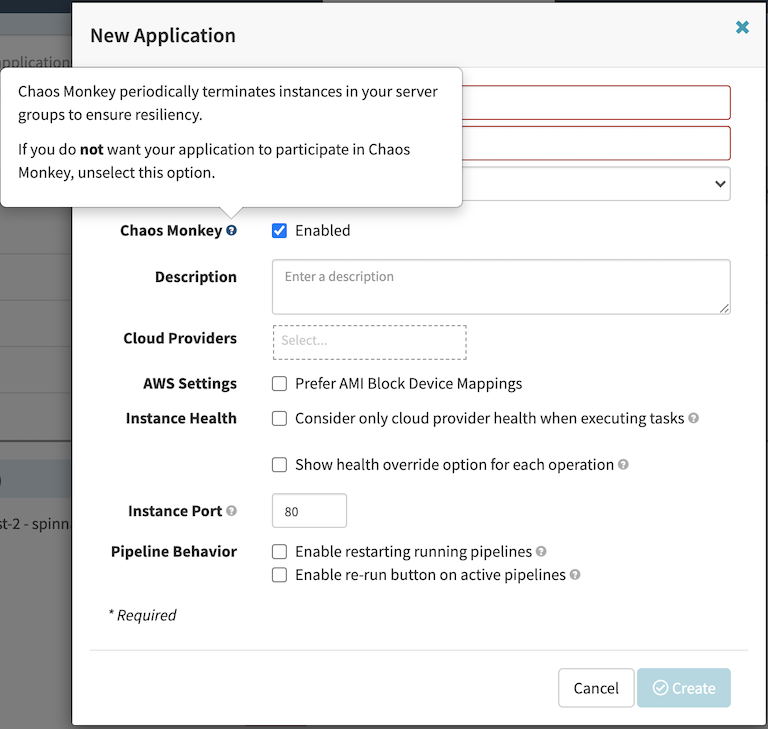 New Application
pplication
Chaos Monkey periodically terminates instances in your server
groups to ensure resiliency.
If you do not want your application to participate in Chaos
Monkey, unselect this option.
Chaos Monkey
Enabled
Description
Enter a description
Cloud Providers
Select...
AWS Settings
Prefer AMI Block Device Mappings
Instance Health
Consider only cloud provider health when executing tasks
Show health override option for each operation
st-2 - spinn
Instance Port
80
Pipeline Behavior
Enable restarting running pipelines
Enable re-run button on active pipelines
* Required
Cancel
Create